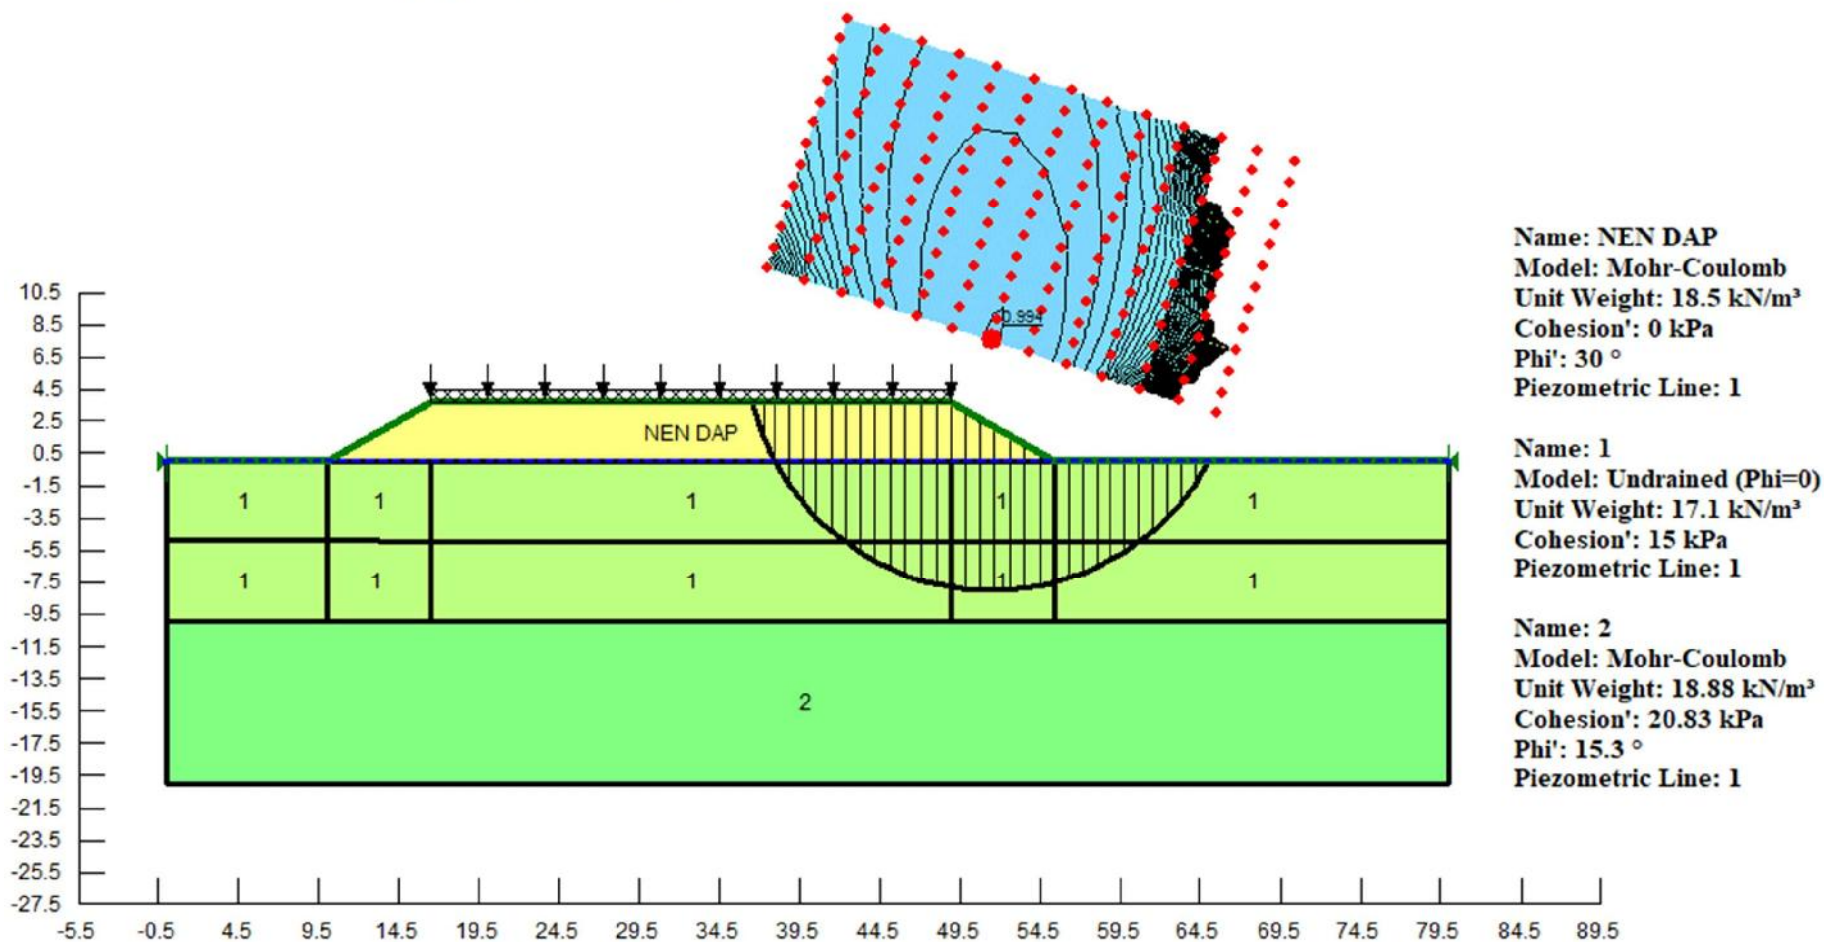 0.994
10.5
8.5
6.5
4.5
2.5
0.5
-1.5
-3.5
-5.5
-7.5
-9.5
-11.5
-13.5
-15.5
-17.5
-19.5
-21.5
-23.5
-25.5
-27.5
NEN DAP
1 1 1 1 1
1 1 1 1 1
2
-5.5 -0.5 4.5 9.5 14.5 19.5 24.5 29.5 34.5 39.5 44.5 49.5 54.5 59.5 64.5 69.5 74.5 79.5 84.5 89.5
Name: NEN DAP
Model: Mohr-Coulomb
Unit Weight: 18.5 kN/m³
Cohesion': 0 kPa
Phi': 30 °
Piezometric Line: 1
Name: 1
Model: Undrained (Phi=0)
Unit Weight: 17.1 kN/m³
Cohesion': 15 kPa
Piezometric Line: 1
Name: 2
Model: Mohr-Coulomb
Unit Weight: 18.88 kN/m³
Cohesion': 20.83 kPa
Phi': 15.3 °
Piezometric Line: 1